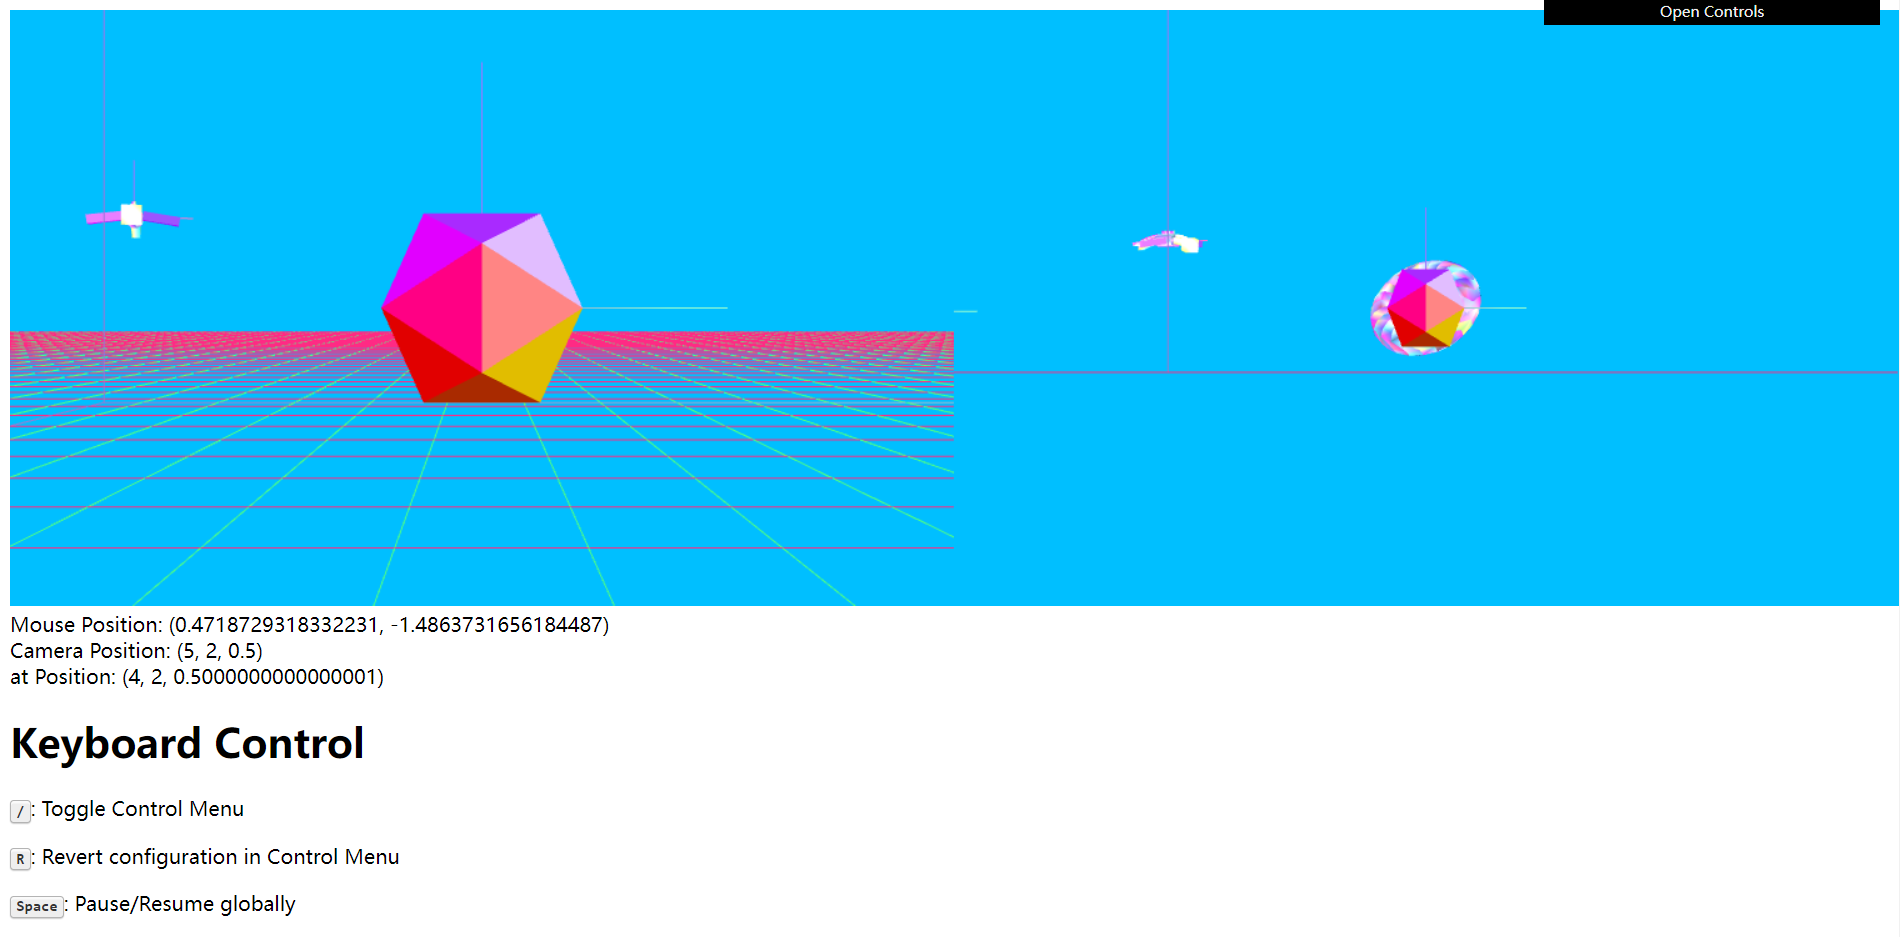 Open Controls
Mouse Position: (0.4718729318332231, -1.4863731656184487)
Camera Position: (5, 2, 0.5)
at Position: (4, 2, 0.5000000000000001)
Keyboard Control
/: Toggle Control Menu
R: Revert configuration in Control Menu
Space: Pause/Resume globally